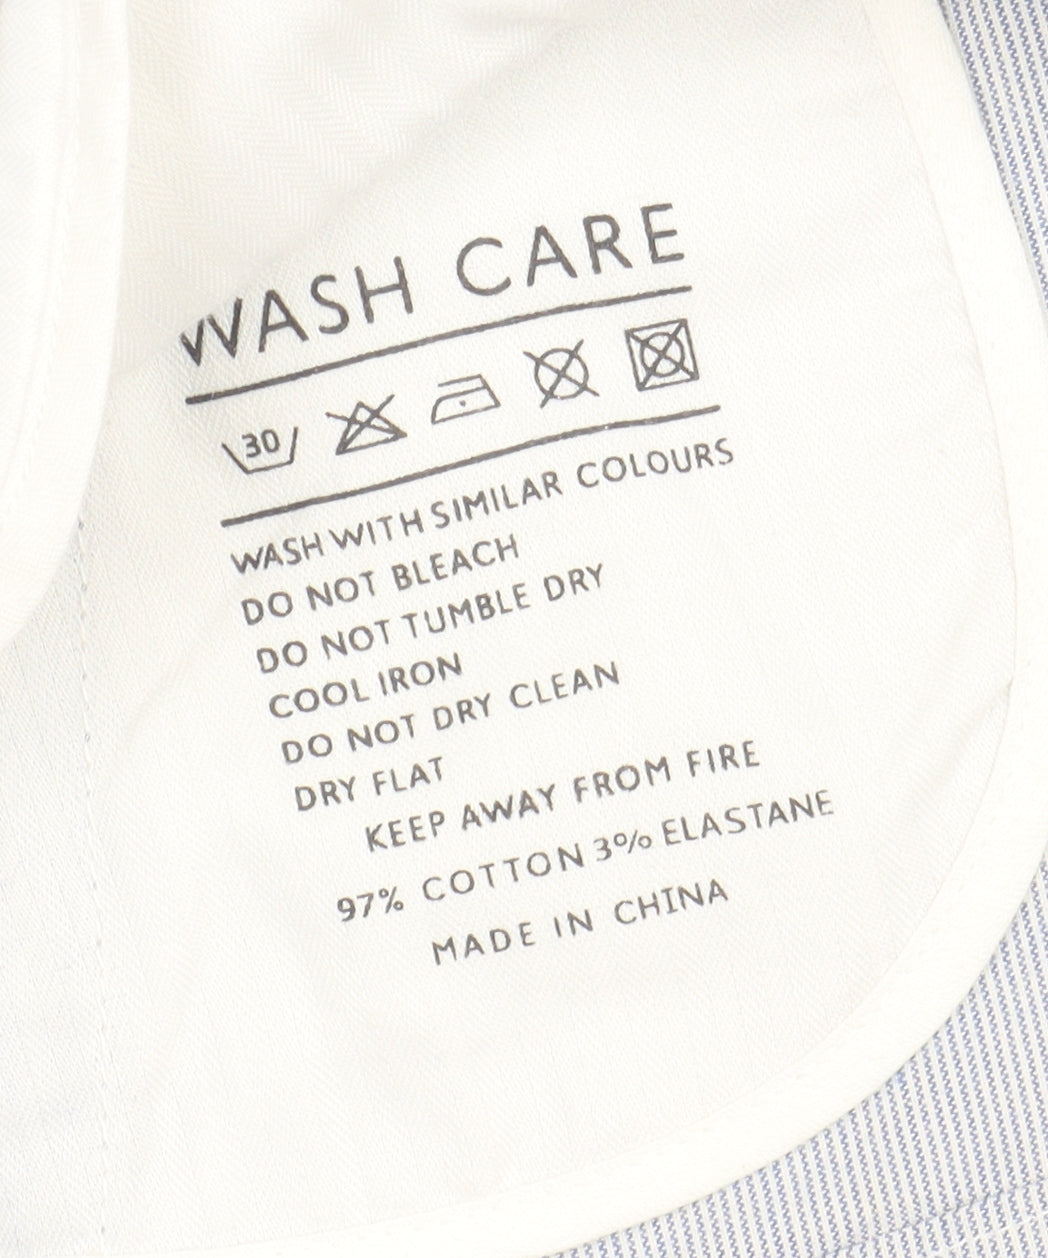 WASH CARE
30
WASH WITH SIMILAR COLOURS
DO NOT BLEACH
DO NOT TUMBLE DRY
COOL IRON
DO NOT DRY CLEAN
DRY FLAT
KEEP AWAY FROM FIRE
97% COTTON 3% ELASTANE
MADE IN CHINA